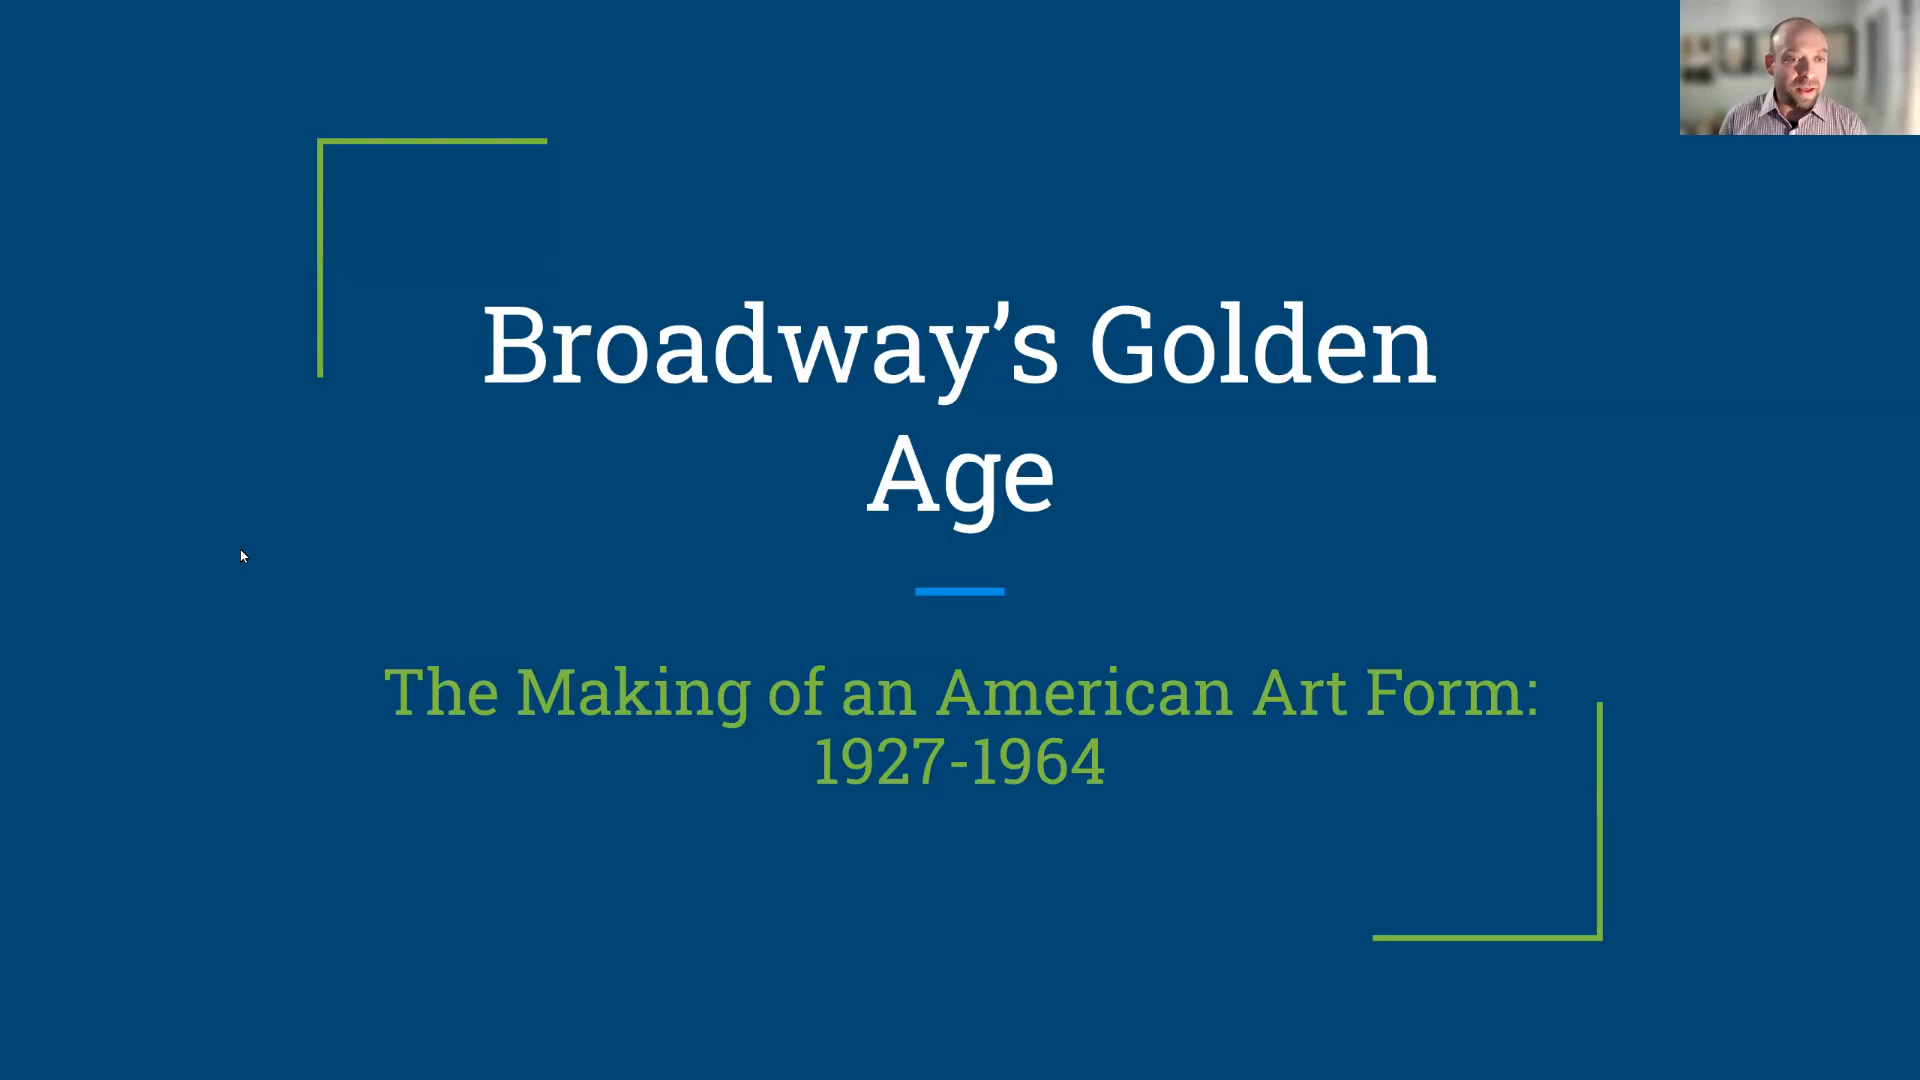 Broadway’s Golden
Age
The Making of an American Art Form:
1927-1964